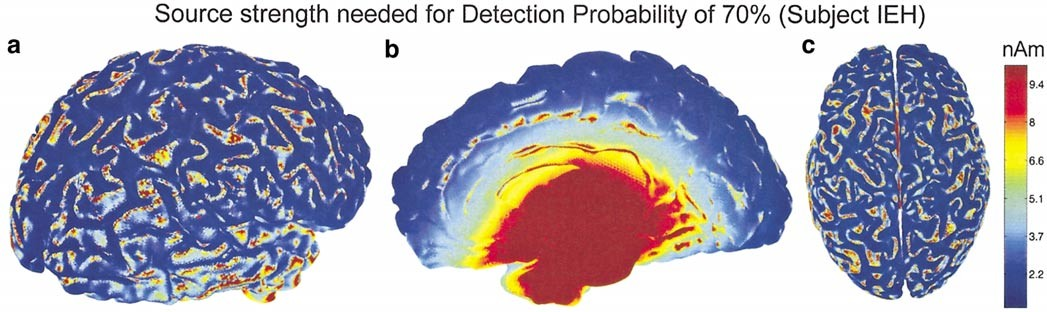 Source strength needed for Detection Probability of 70% (Subject IEH)
a
b
c
nAm
9.4
8
6.6
5.1
3.7
2.2